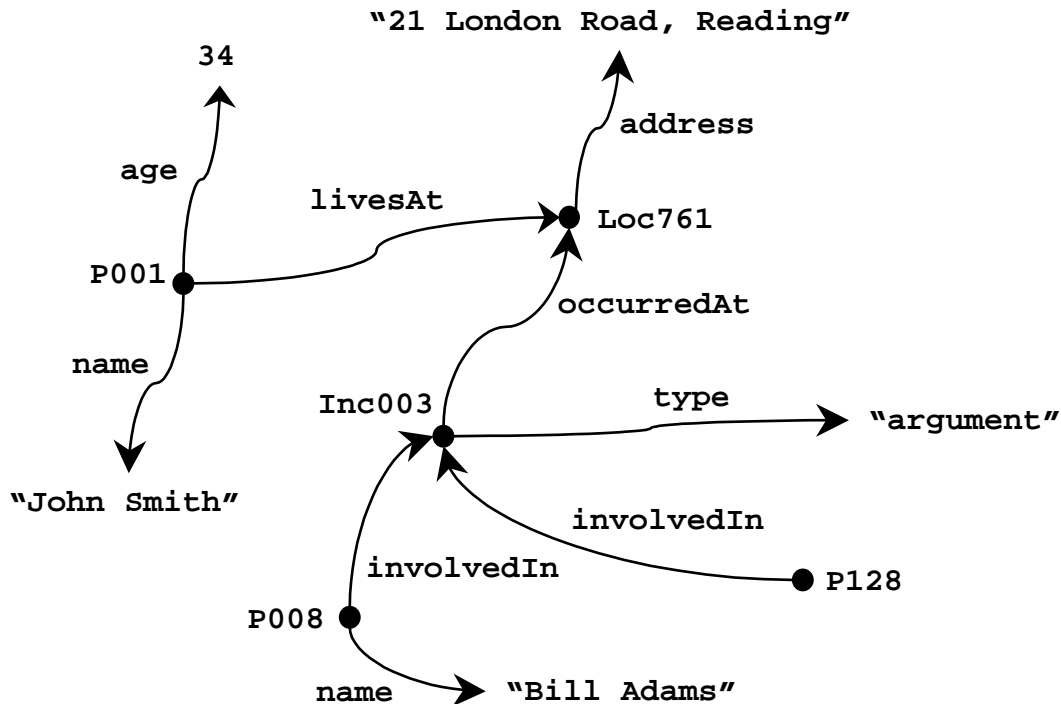 “21 London Road, Reading”
34
address
age
livesAt
Loc761
P001
occurredAt
name
Inc003
type
“argument”
“John Smith”
involvedIn
involvedIn
P128
P008
name
“Bill Adams”